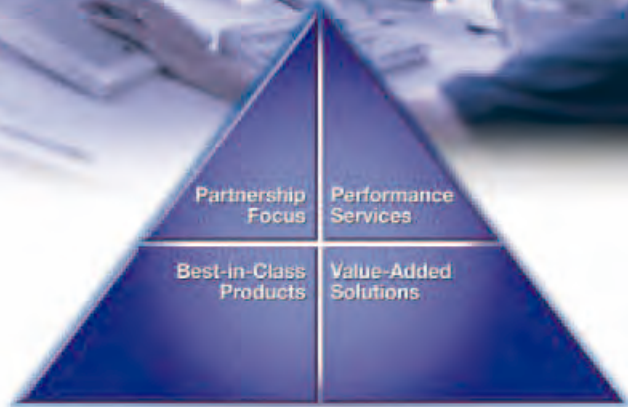 Partnership
Focus
Performance
Services
Best-in-Class
Products
Value-Added
Solutions